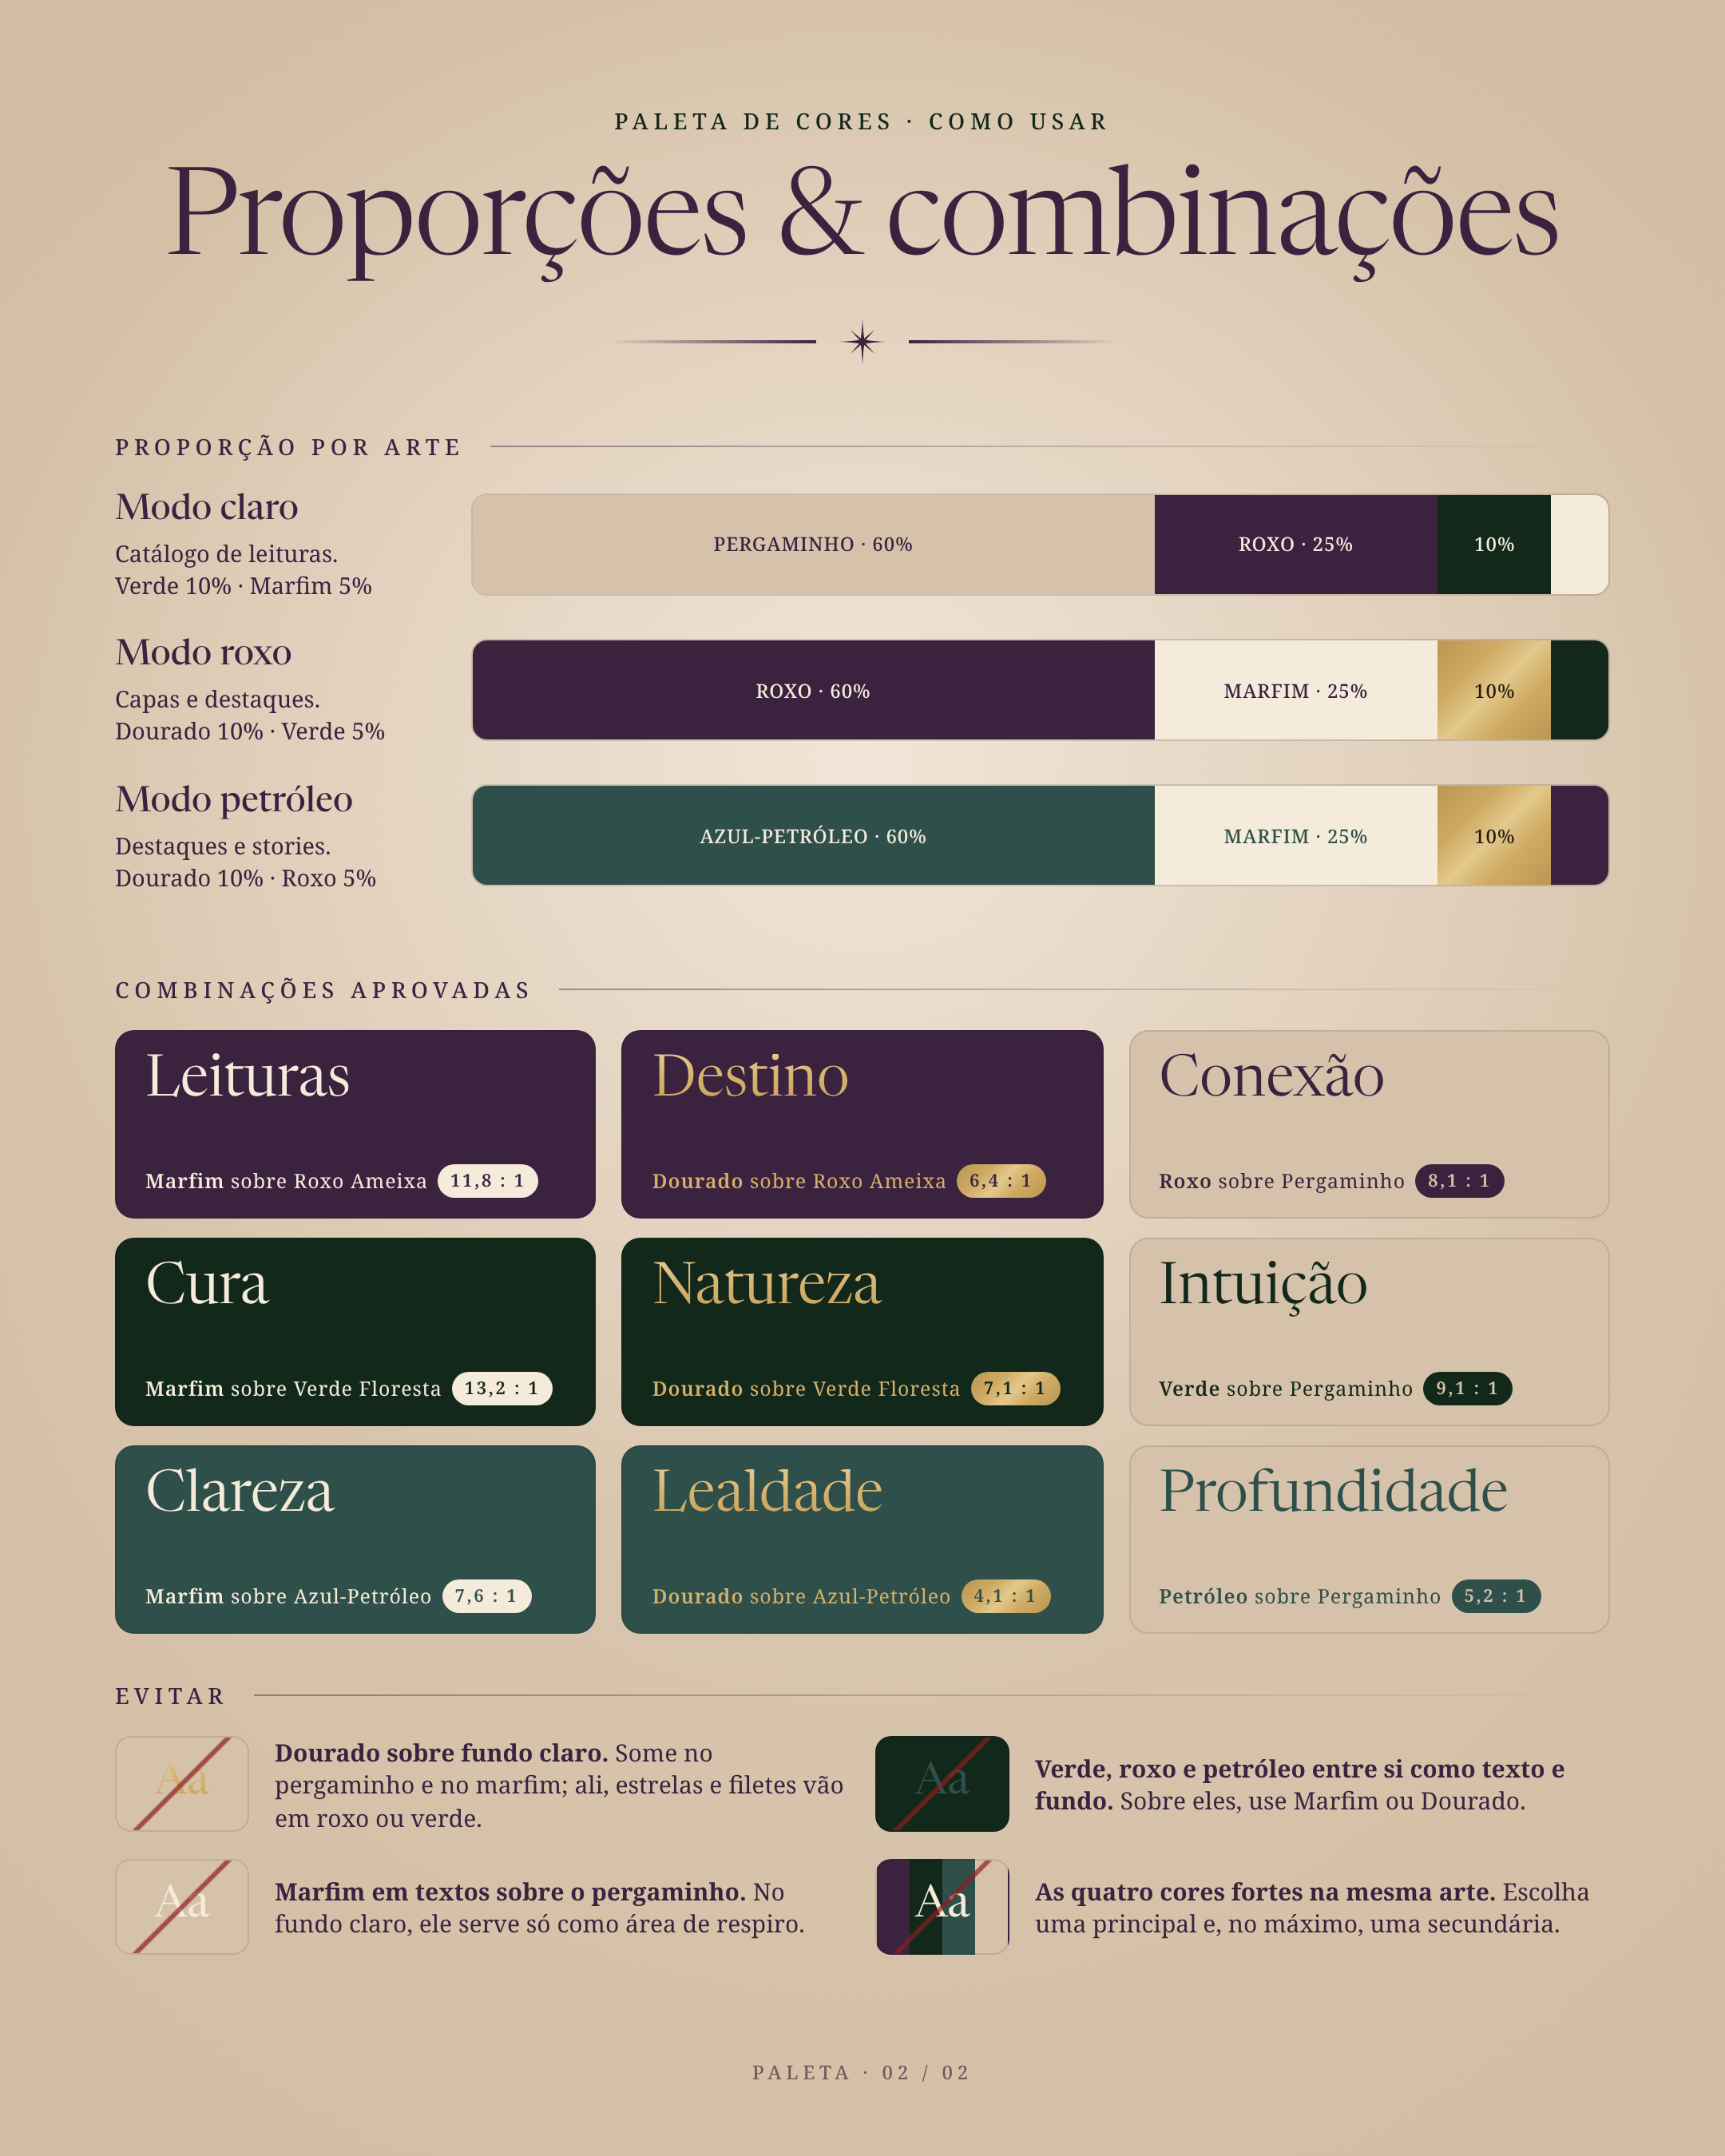 PALETA DE CORES · COMO USAR
Proporções & combinações
PROPORÇÃO POR ARTE
Modo claro
Catálogo de leituras.
Verde 10% · Marfim 5%
PERGAMINHO · 60%
ROXO · 25%
10%
Modo roxo
Capas e destaques.
Dourado 10% · Verde 5%
ROXO · 60%
MARFIM · 25%
10%
Modo petróleo
Destaques e stories.
Dourado 10% · Roxo 5%
AZUL-PETRÓLEO · 60%
MARFIM · 25%
10%
COMBINAÇÕES APROVADAS
Leituras
Marfim sobre Roxo Ameixa 11,8 : 1
Destino
Dourado sobre Roxo Ameixa 6,4 : 1
Conexão
Roxo sobre Pergaminho 8,1 : 1
Cura
Marfim sobre Verde Floresta 13,2 : 1
Natureza
Dourado sobre Verde Floresta 7,1 : 1
Intuição
Verde sobre Pergaminho 9,1 : 1
Clareza
Marfim sobre Azul-Petróleo 7,6 : 1
Lealdade
Dourado sobre Azul-Petróleo 4,1 : 1
Profundidade
Petróleo sobre Pergaminho 5,2 : 1
EVITAR
Aa
Dourado sobre fundo claro. Some no
pergaminho e no marfim; ali, estrelas e filetes vão
em roxo ou verde.
Aa
Verde, roxo e petróleo entre si como texto e
fundo. Sobre eles, use Marfim ou Dourado.
Aa
Marfim em textos sobre o pergaminho. No
fundo claro, ele serve só como área de respiro.
Aa
As quatro cores fortes na mesma arte. Escolha
uma principal e, no máximo, uma secundária.
PALETA · 02 / 02